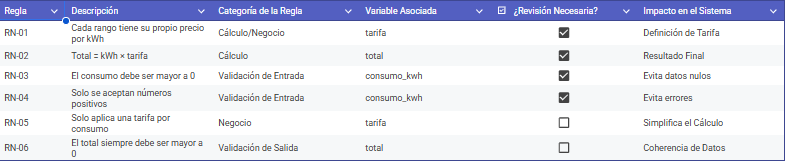 Regla Descripción Categoría de la Regla Variable Asociada ¿Revisión Necesaria? Impacto en el Sistema
RN-01 Cada rango tiene su propio precio por kWh Cálculo/Negocio tarifa Definición de Tarifa
RN-02 Total = kWh × tarifa Cálculo total Resultado Final
RN-03 El consumo debe ser mayor a 0 Validación de Entrada consumo_kwh Evita datos nulos
RN-04 Solo se aceptan números positivos Validación de Entrada consumo_kwh Evita errores
RN-05 Solo aplica una tarifa por consumo Negocio tarifa Simplifica el Cálculo
RN-06 El total siempre debe ser mayor a 0 Validación de Salida total Coherencia de Datos